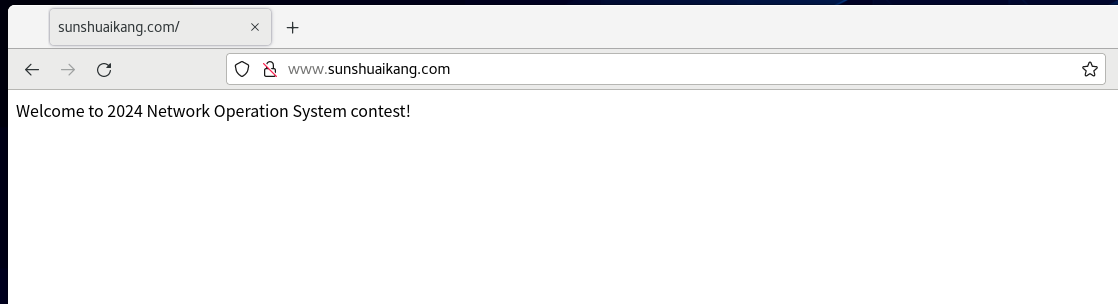 sunshuaikang.com/
www.sunshuaikang.com
Welcome to 2024 Network Operation System contest!